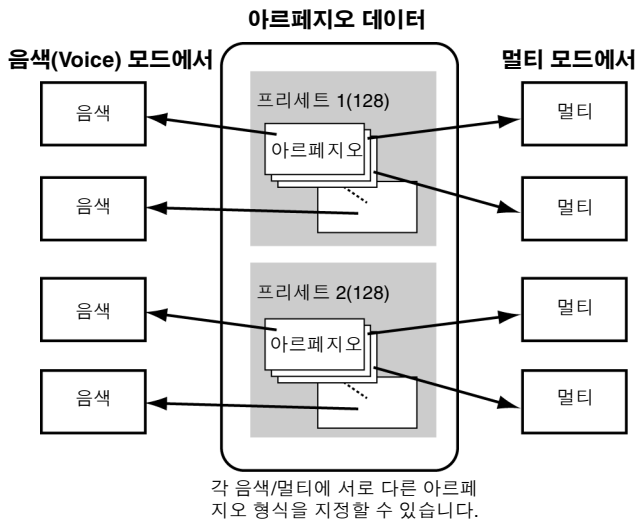 아르페지오 데이터
음색(Voice) 모드에서
멀티 모드에서
프리세트 1(128)
음색
아르페지오
멀티
음색
멀티
프리세트 2(128)
음색
아르페지오
멀티
음색
멀티
각 음색/멀티에 서로 다른 아르페
지오 형식을 지정할 수 있습니다.